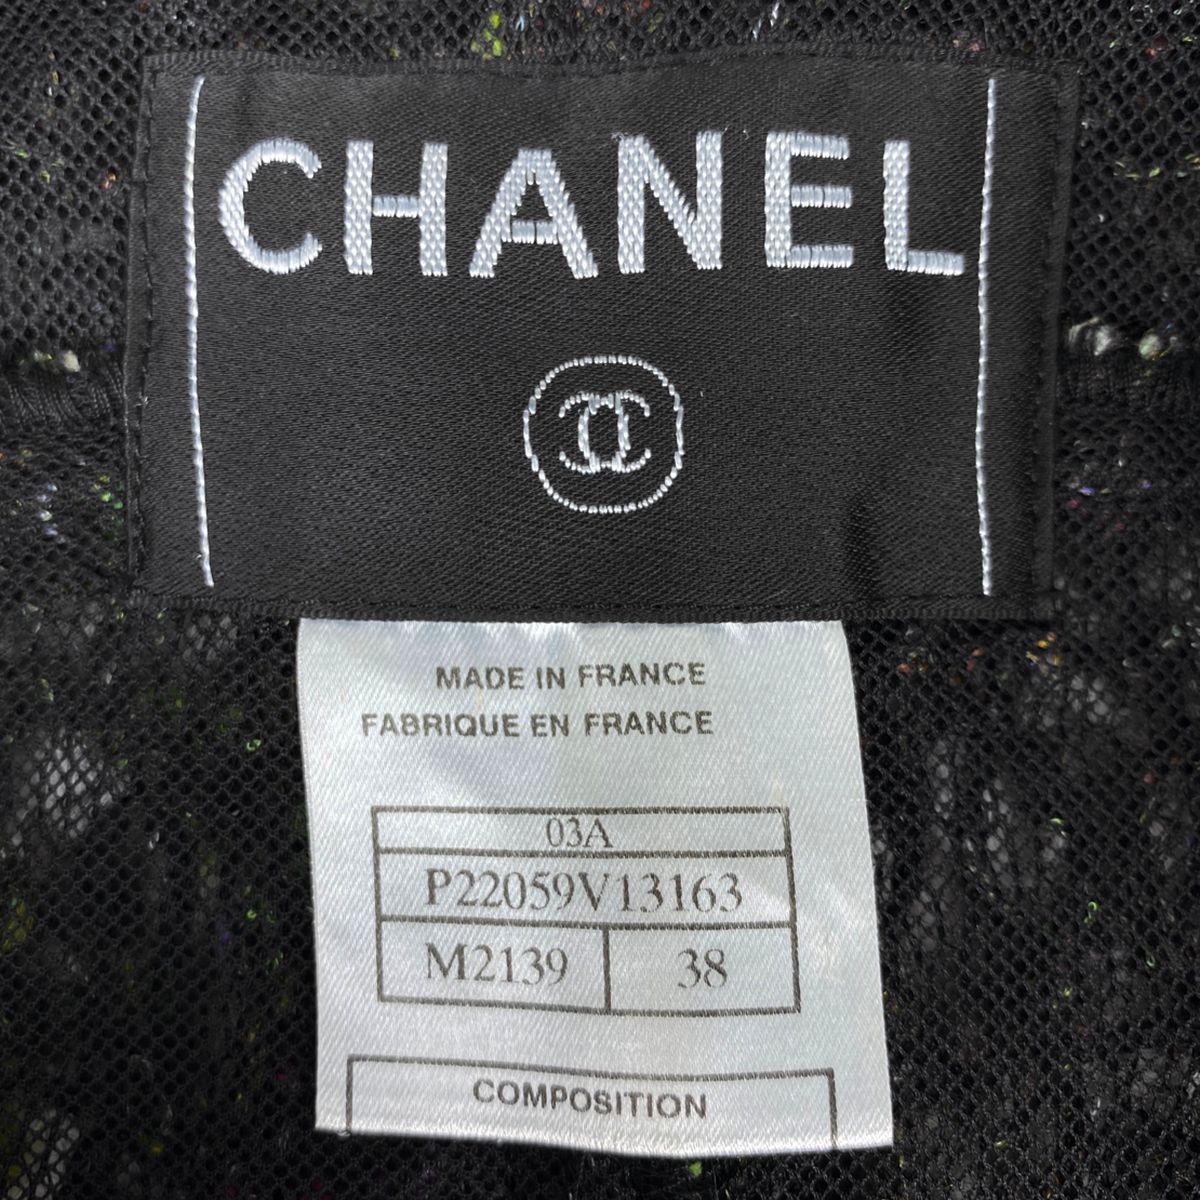 CHANEL
MADE IN FRANCE
FABRIQUE EN FRANCE
03A
P22059V13163
M2139 38
COMPOSITION